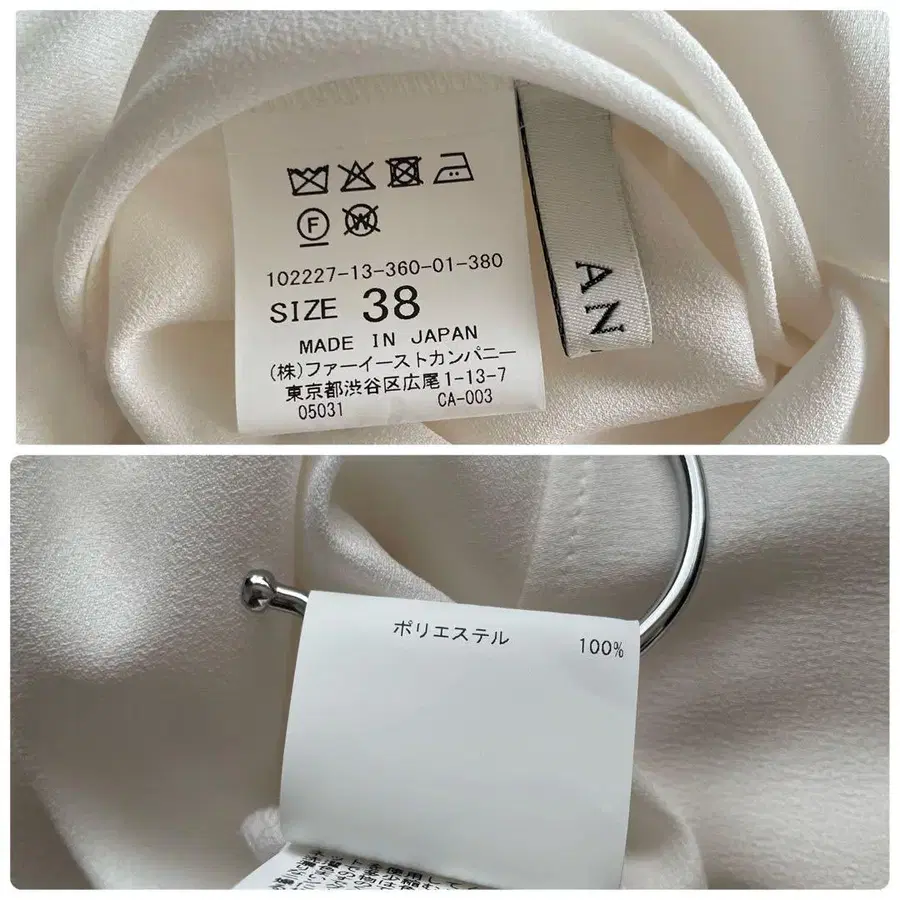 F W
102227-13-360-01-380
SIZE 38
MADE IN JAPAN
(株)ファーイーストカンパニー
東京都渋谷区広尾1-13-7
05031 CA-003
AN
ポリエステル 100%